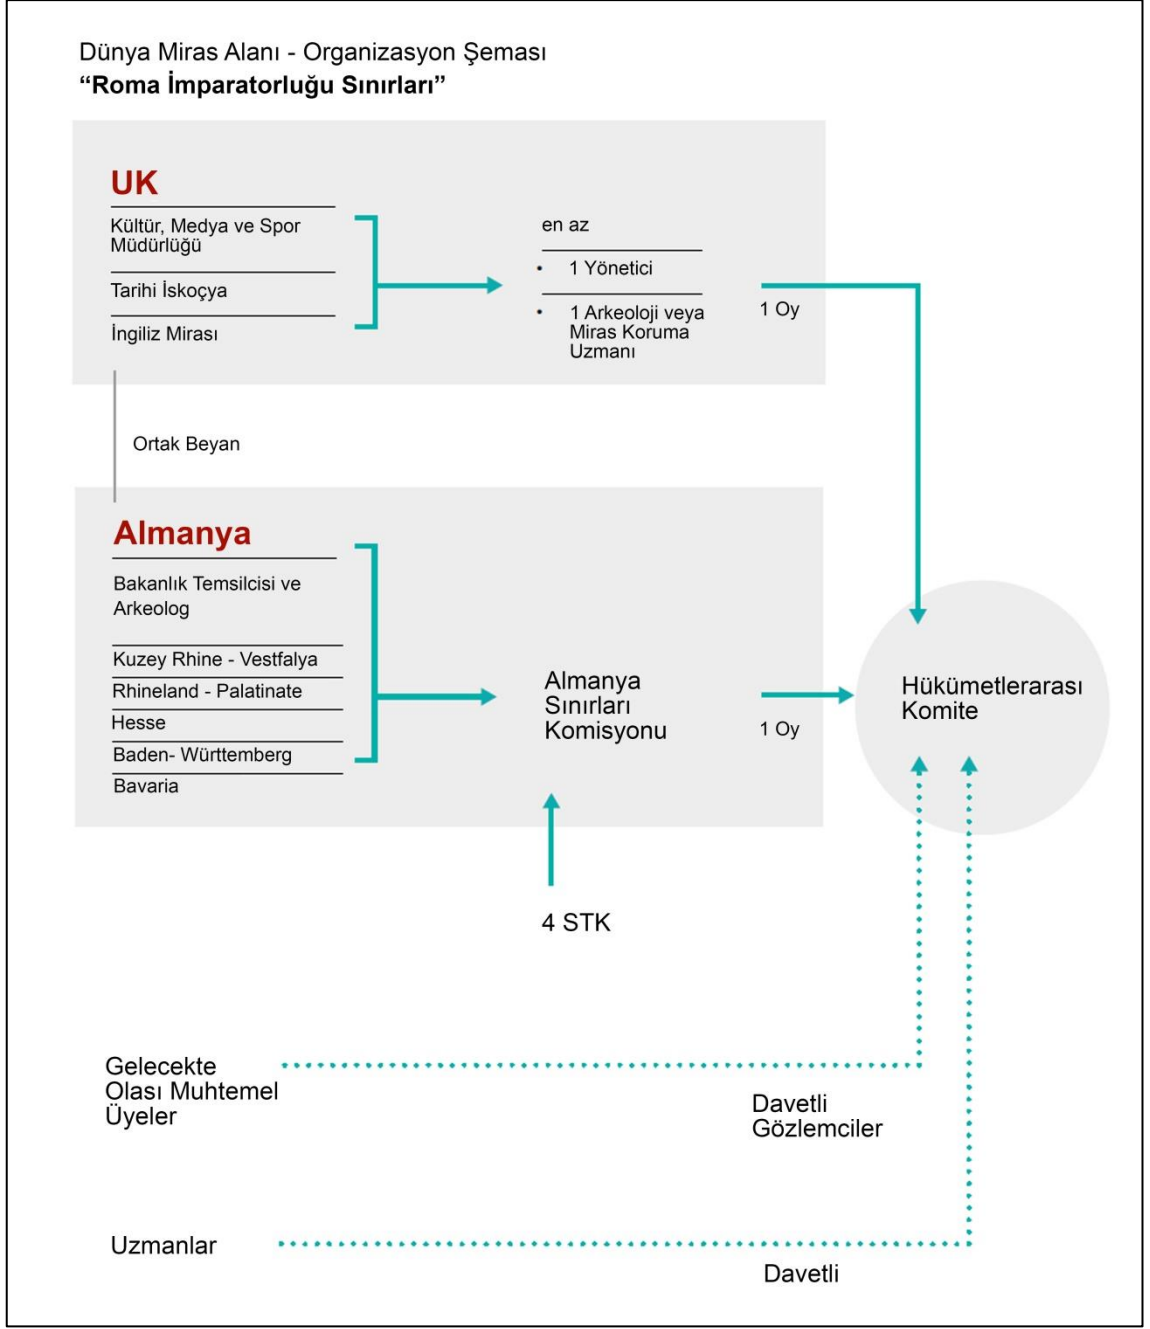 Dünya Miras Alanı - Organizasyon Şeması
“Roma İmparatorluğu Sınırları”
UK
Kültür, Medya ve Spor
Müdürlüğü
Tarihi İskoçya
İngiliz Mirası
en az
• 1 Yönetici
• 1 Arkeoloji veya
Miras Koruma
Uzmanı
1 Oy
Ortak Beyan
Almanya
Bakanlık Temsilcisi ve
Arkeolog
Kuzey Rhine - Vestfalya
Rhineland - Palatinate
Hesse
Baden- Württemberg
Bavaria
Almanya
Sınırları
Komisyonu
1 Oy
Hükümetlerarası
Komite
4 STK
Gelecekte
Olası Muhtemel
Üyeler
Davetli
Gözlemciler
Uzmanlar
Davetli